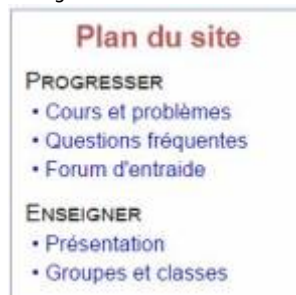 Plan du site
PROGRESSER
• Cours et problèmes
• Questions fréquentes
• Forum d'entraide
ENSEIGNER
• Présentation
• Groupes et classes